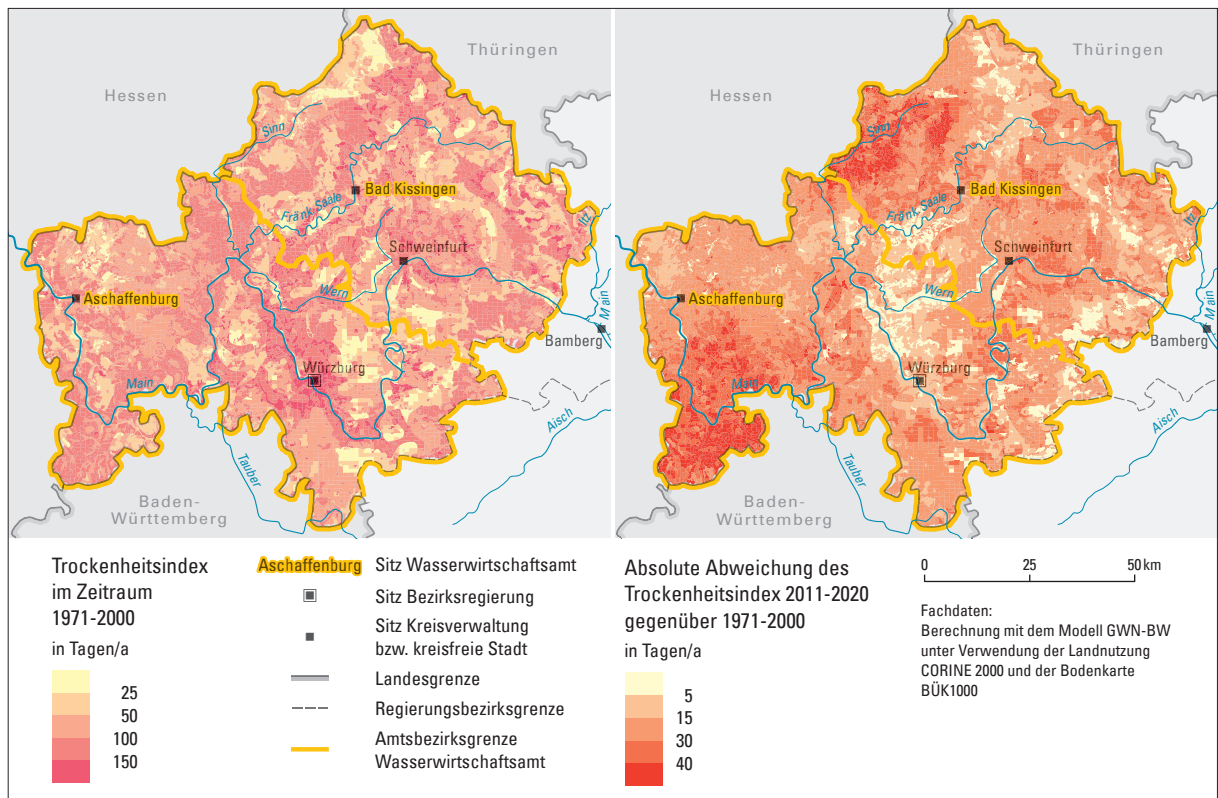 Thüringen
Hessen
Sinn
Bad Kissingen
Fränk. Saale
Itz
Schweinfurt
Aschaffenburg
Wern
Main
Bamberg
Würzburg
Main
Aisch
Tauber
Baden-
Württemberg
Thüringen
Hessen
Sinn
Bad Kissingen
Fränk. Saale
Itz
Schweinfurt
Aschaffenburg
Wern
Main
Bamberg
Würzburg
Main
Aisch
Tauber
Baden-
Württemberg
Trockenheitsindex
im Zeitraum
1971-2000
in Tagen/a
25
50
100
150
Aschaffenburg Sitz Wasserwirtschaftsamt
Sitz Bezirksregierung
Sitz Kreisverwaltung
bzw. kreisfreie Stadt
Landesgrenze
Regierungsbezirksgrenze
Amtsbezirksgrenze
Wasserwirtschaftsamt
Absolute Abweichung des
Trockenheitsindex 2011-2020
gegenüber 1971-2000
in Tagen/a
5
15
30
40
0 25 50 km
Fachdaten:
Berechnung mit dem Modell GWN-BW
unter Verwendung der Landnutzung
CORINE 2000 und der Bodenkarte
BÜK1000